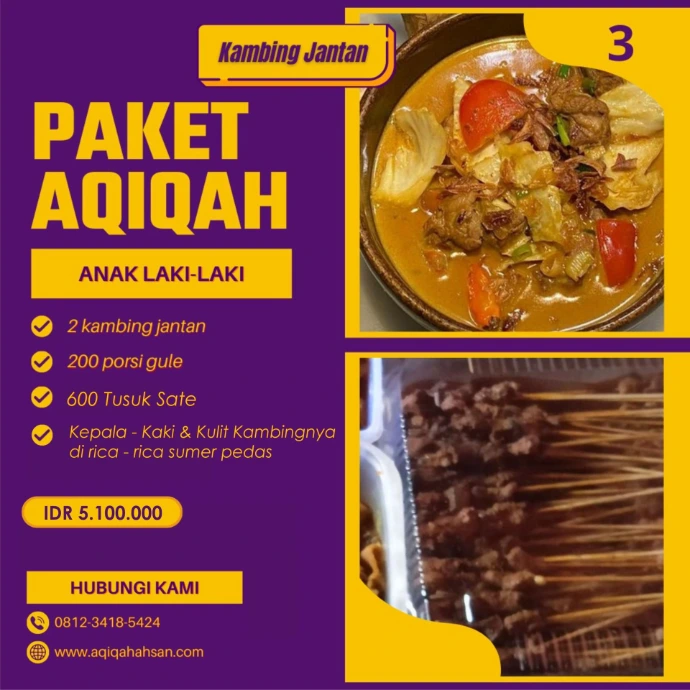 Kambing Jantan
3
PAKET
AQIQAH
ANAK LAKI-LAKI
2 kambing jantan
200 porsi gule
600 Tusuk Sate
Kepala - Kaki & Kulit Kambingnya
di rica - rica sumer pedas
IDR 5.100.000
HUBUNGI KAMI
0812-3418-5424
www.aqiqahahsan.com